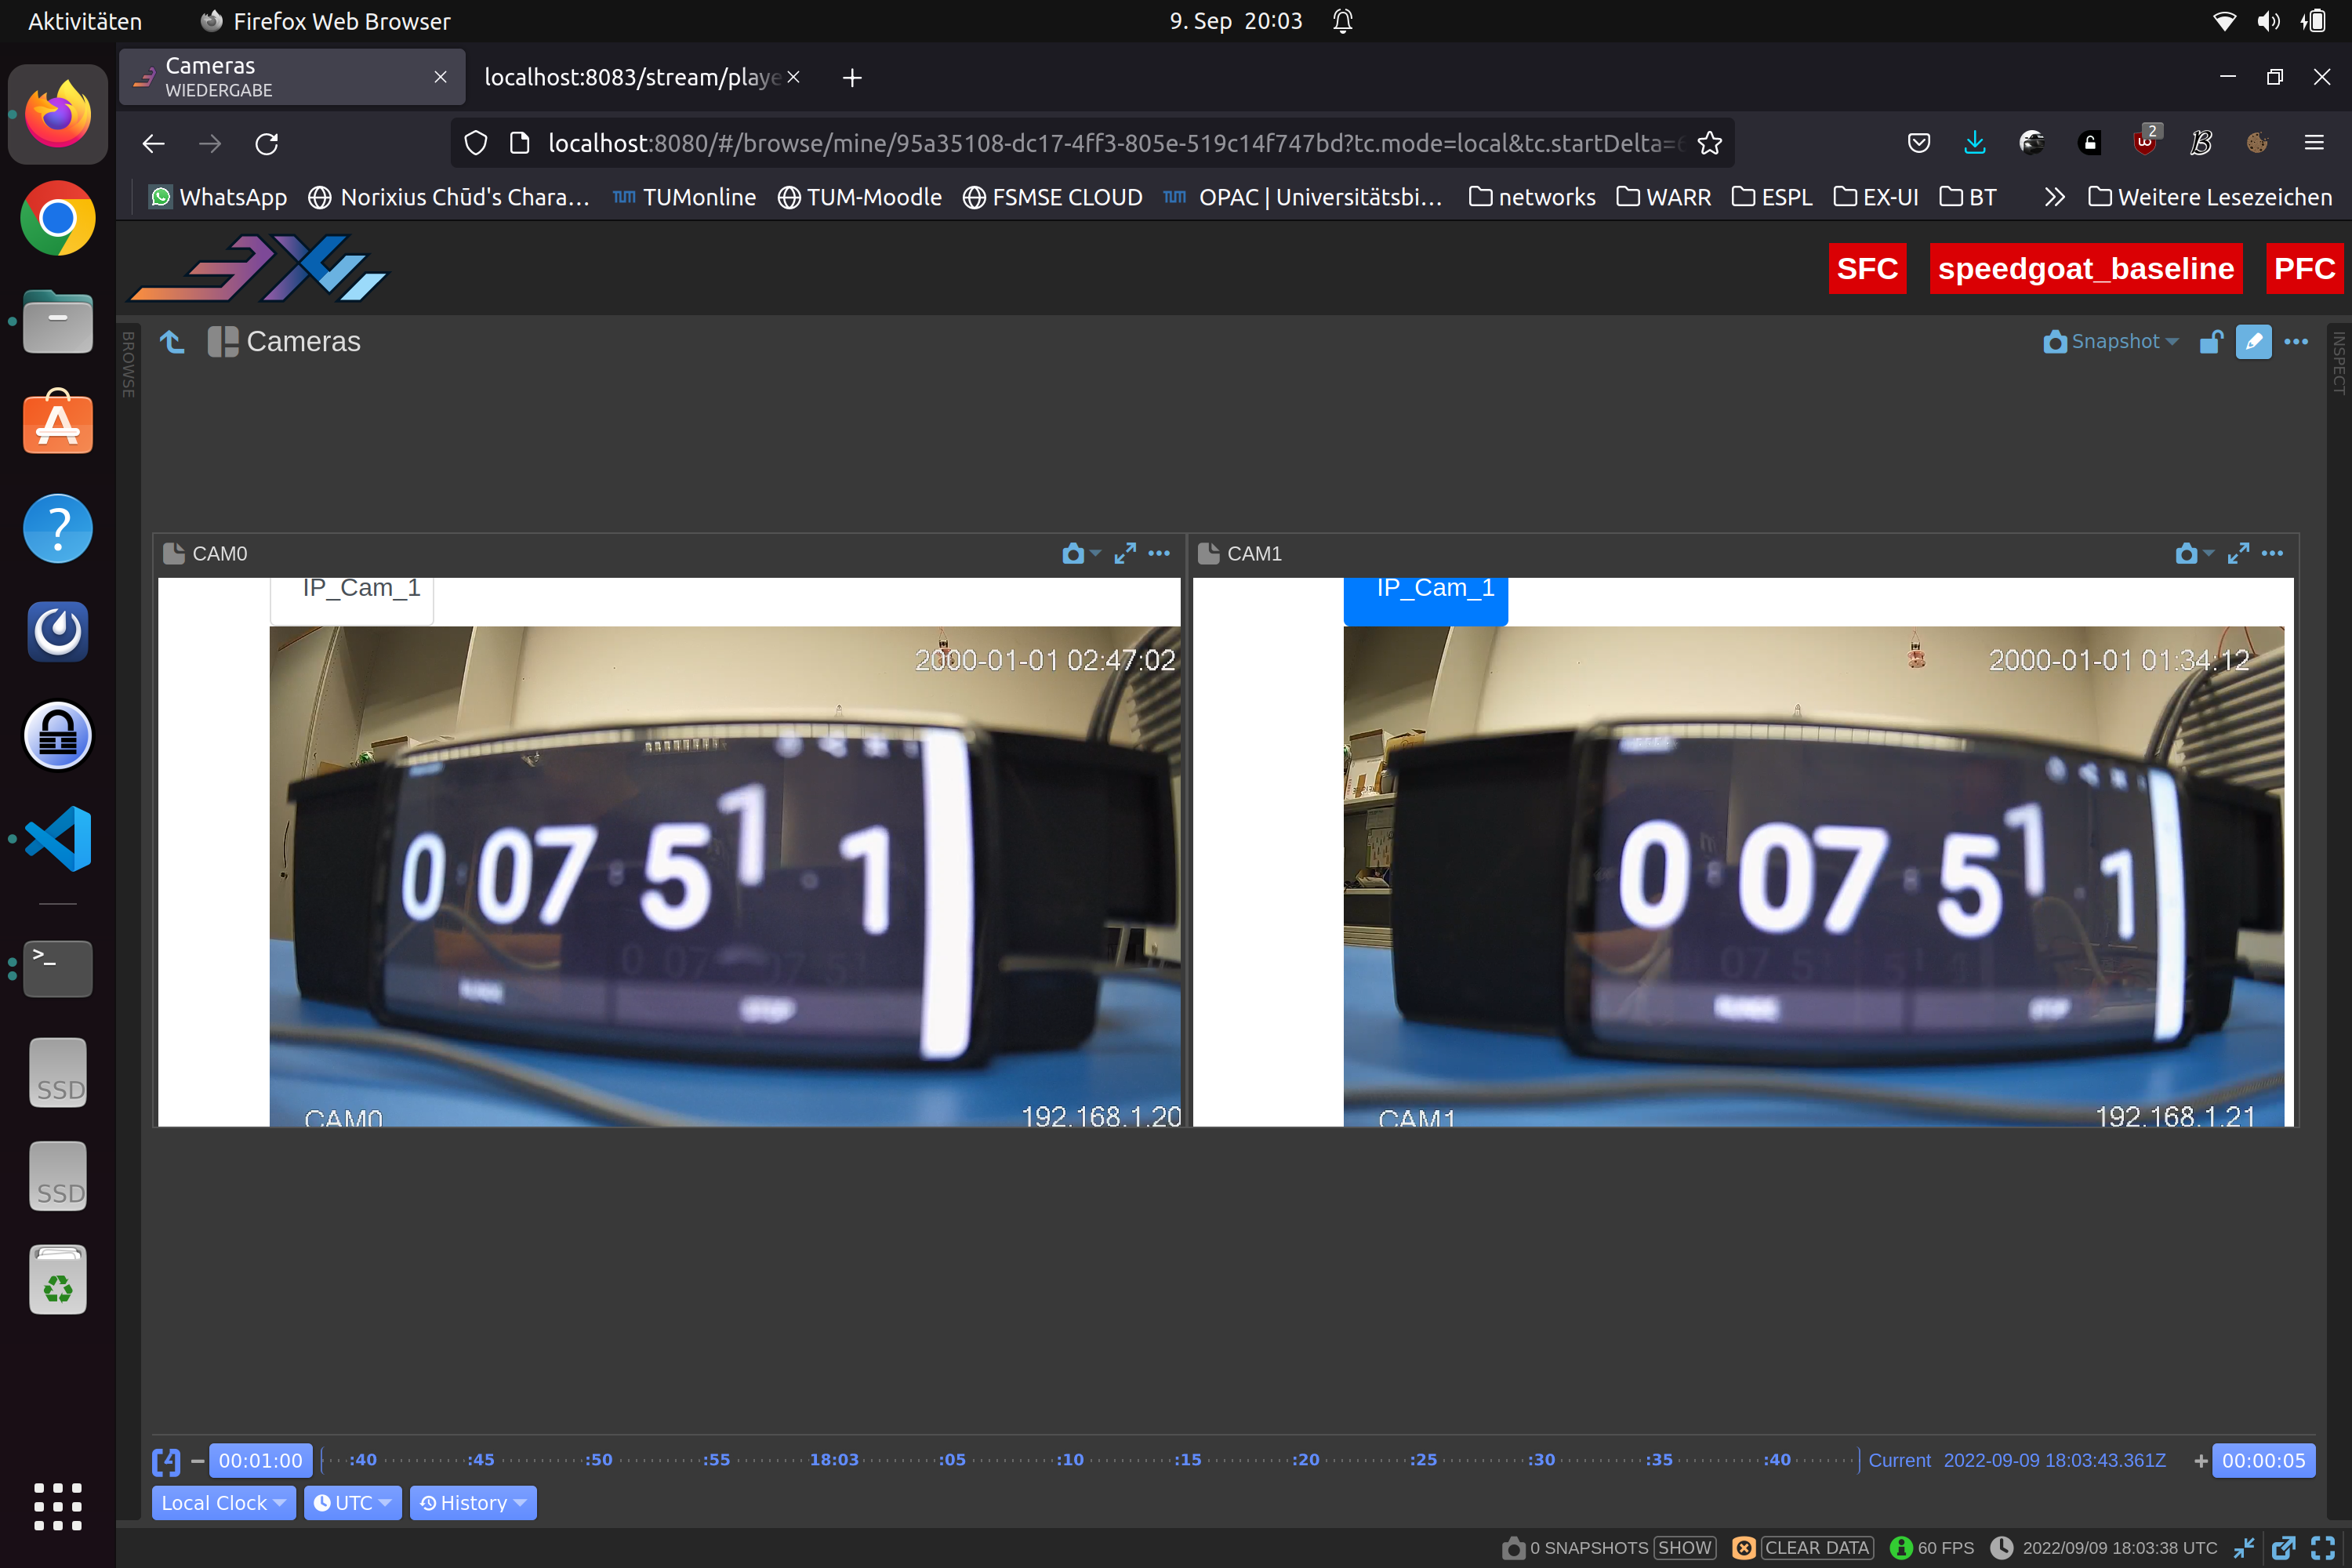 Aktivitäten Firefox Web Browser 9. Sep 20:03
Cameras
WIEDERGABE
localhost:8083/stream/playe
localhost:8080/#/browse/mine/95a35108-dc17-4ff3-805e-519c14f747bd?tc.mode=local&tc.startDelta=
2
WhatsApp Norixius Chūd's Chara… TUMonline TUM-Moodle FSMSE CLOUD OPAC | Universitätsbi… networks WARR ESPL EX-UI BT Weitere Lesezeichen
SFC speedgoat_baseline PFC
BROWSE
Cameras
Snapshot
INSPECT
CAM0
IP_Cam_1
2000-01-01 02:47:02
0 07 51 1
CAM0
192.168.1.20
CAM1
IP_Cam_1
2000-01-01 01:34:12
0 07 51 1
CAM1
192.168.1.21
SSD
SSD
− 00:01:00 :40 :45 :50 :55 18:03 :05 :10 :15 :20 :25 :30 :35 :40 Current 2022-09-09 18:03:43.361Z + 00:00:05
Local Clock UTC History
0 SNAPSHOTS SHOW CLEAR DATA 60 FPS 2022/09/09 18:03:38 UTC